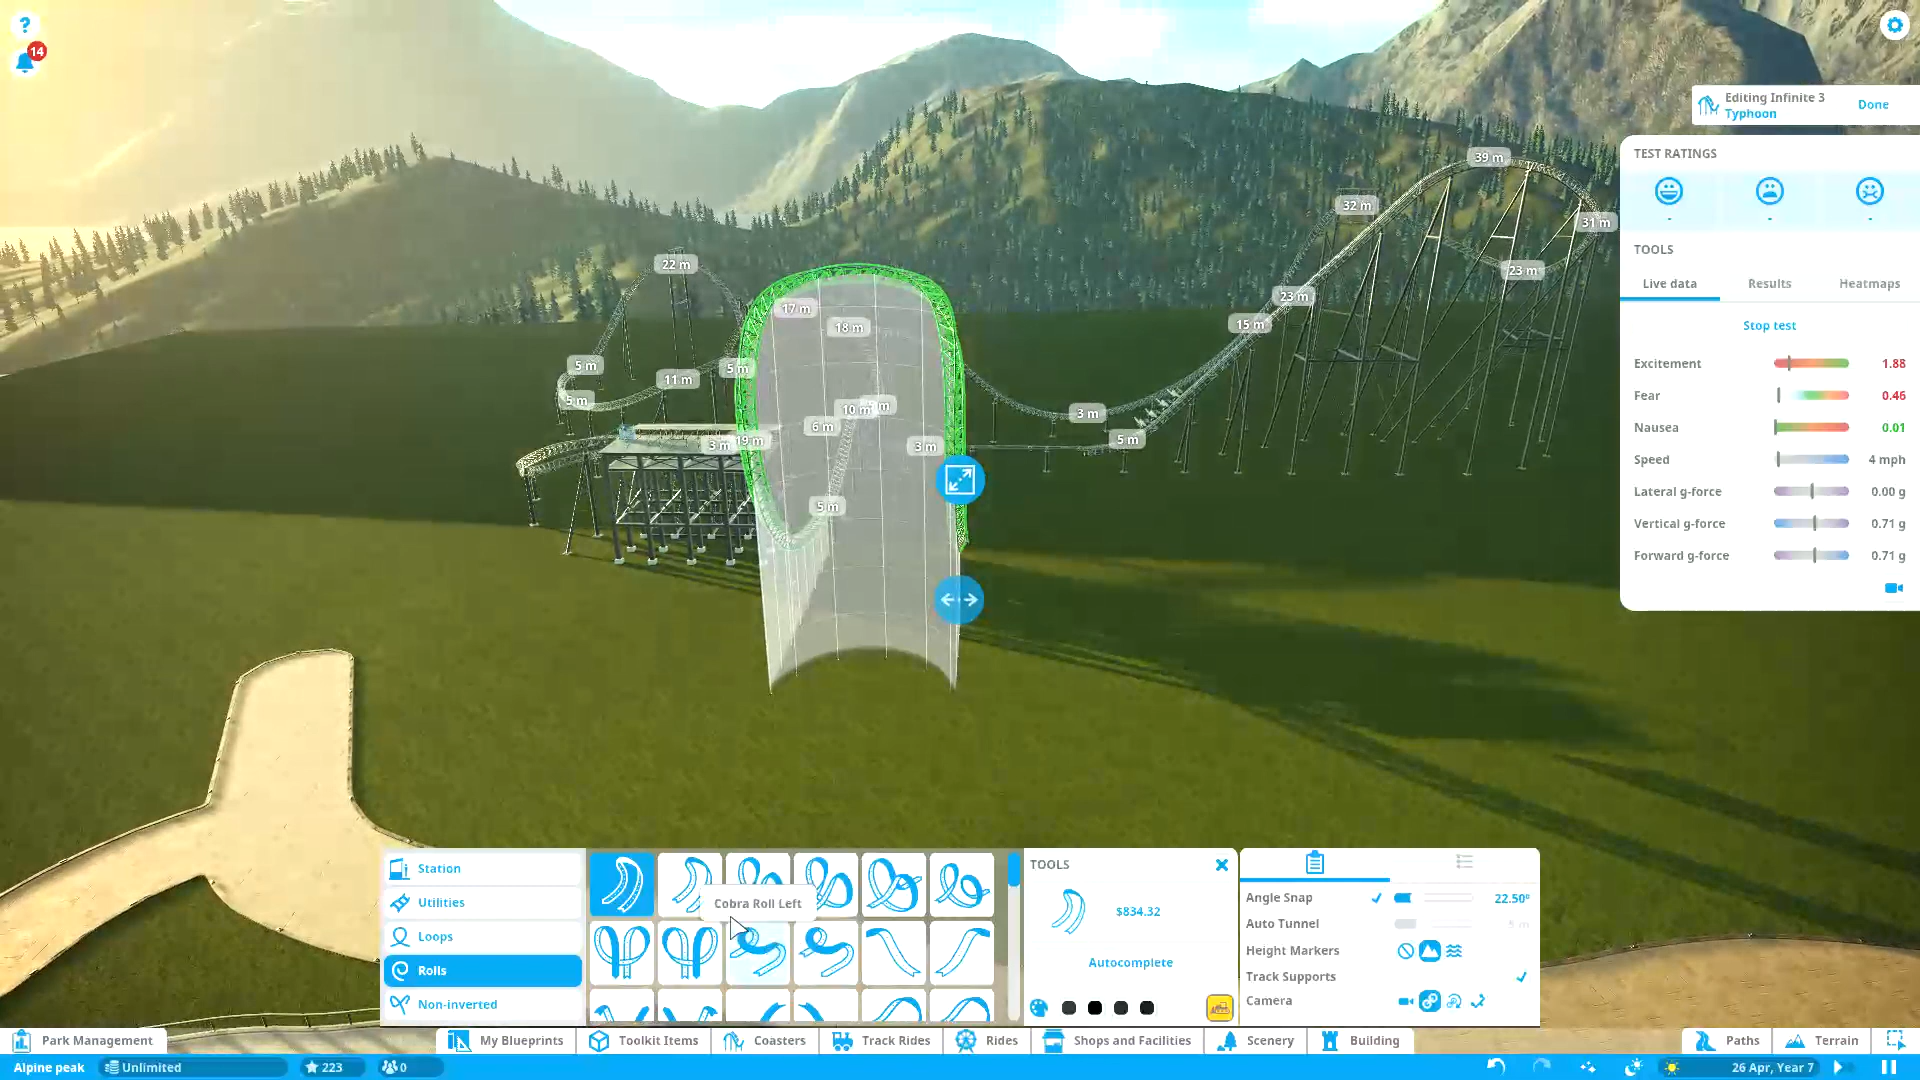 ?
14
Editing Infinite 3
Typhoon
Done
TEST RATINGS
-
-
-
TOOLS
Live data
Results
Heatmaps
Stop test
Excitement
1.88
Fear
0.46
Nausea
0.01
Speed
4 mph
Lateral g-force
0.00 g
Vertical g-force
0.71 g
Forward g-force
0.71 g
39 m
32 m
31 m
23 m
22 m
23 m
17 m
15 m
18 m
5 m
5 m
11 m
5 m
10 m
m
3 m
6 m
3 m
19 m
3 m
5 m
5 m
Station
Utilities
Loops
Rolls
Non-inverted
Cobra Roll Left
TOOLS
$834.32
Autocomplete
Angle Snap
22.50°
Auto Tunnel
5 m
Height Markers
Track Supports
Camera
Park Management
My Blueprints
Toolkit Items
Coasters
Track Rides
Rides
Shops and Facilities
Scenery
Building
Paths
Terrain
Alpine peak
Unlimited
223
0
26 Apr, Year 7